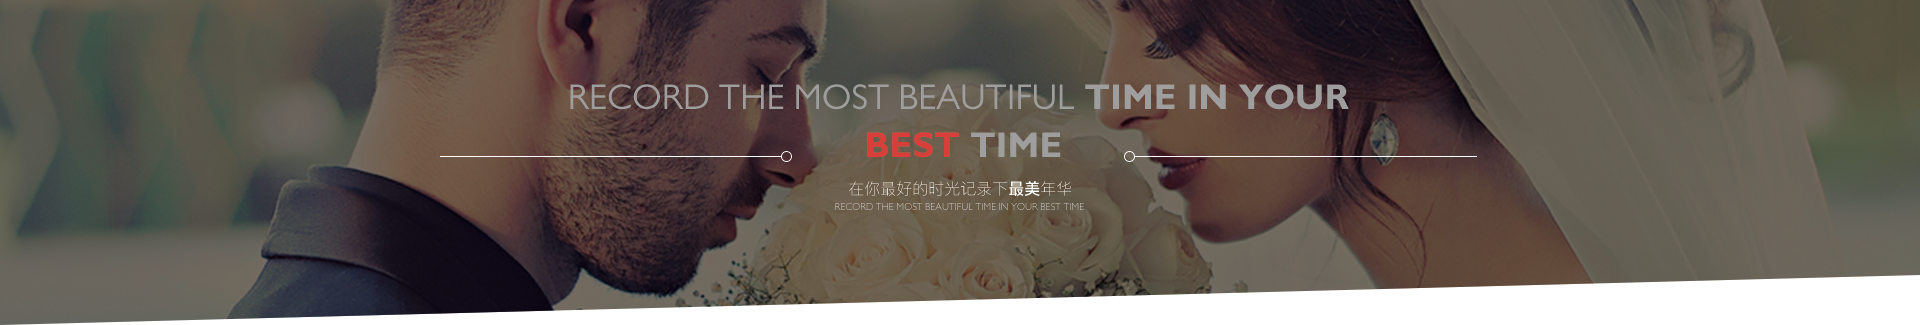 RECORD THE MOST BEAUTIFUL TIME IN YOUR
BEST TIME
在你最好的时光记录下最美年华
RECORD THE MOST BEAUTIFUL TIME IN YOUR BEST TIME